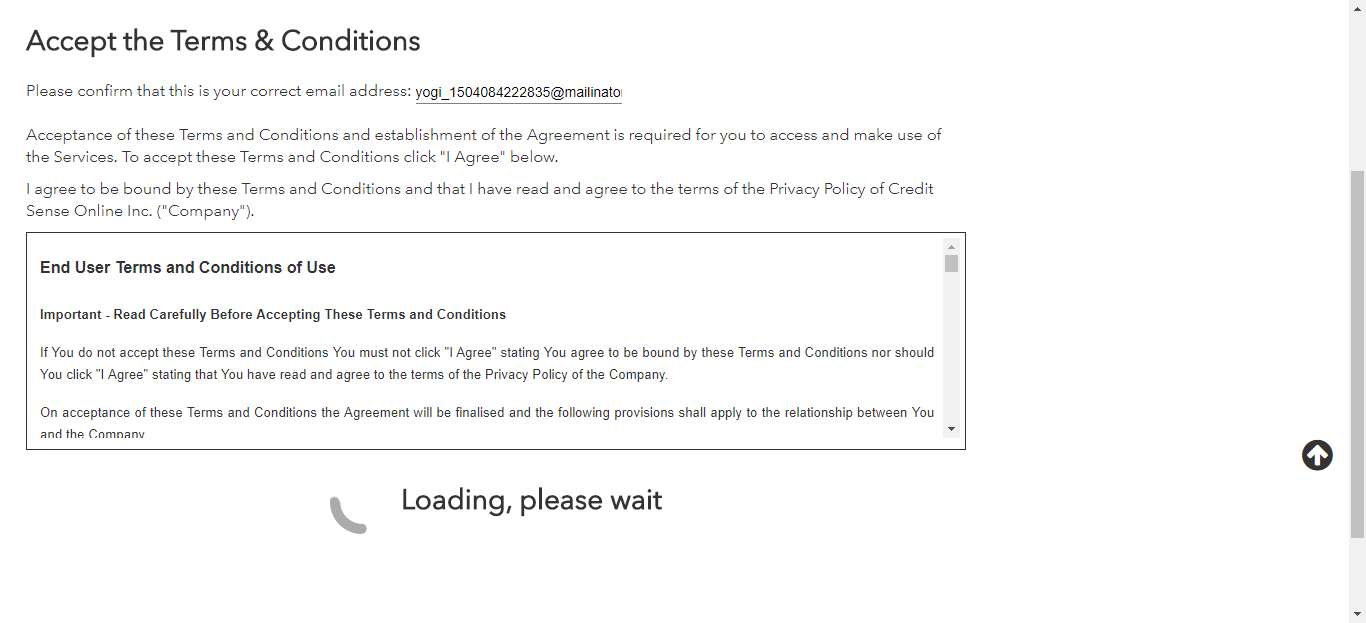 Accept the Terms & Conditions
Please confirm that this is your correct email address: yogi_1504084222835@mailinato
Acceptance of these Terms and Conditions and establishment of the Agreement is required for you to access and make use of
the Services. To accept these Terms and Conditions click "I Agree" below.
I agree to be bound by these Terms and Conditions and that I have read and agree to the terms of the Privacy Policy of Credit
Sense Online Inc. ("Company").
End User Terms and Conditions of Use
Important - Read Carefully Before Accepting These Terms and Conditions
If You do not accept these Terms and Conditions You must not click "I Agree" stating You agree to be bound by these Terms and Conditions nor should
You click "I Agree" stating that You have read and agree to the terms of the Privacy Policy of the Company.
On acceptance of these Terms and Conditions the Agreement will be finalised and the following provisions shall apply to the relationship between You
and the Company
Loading, please wait